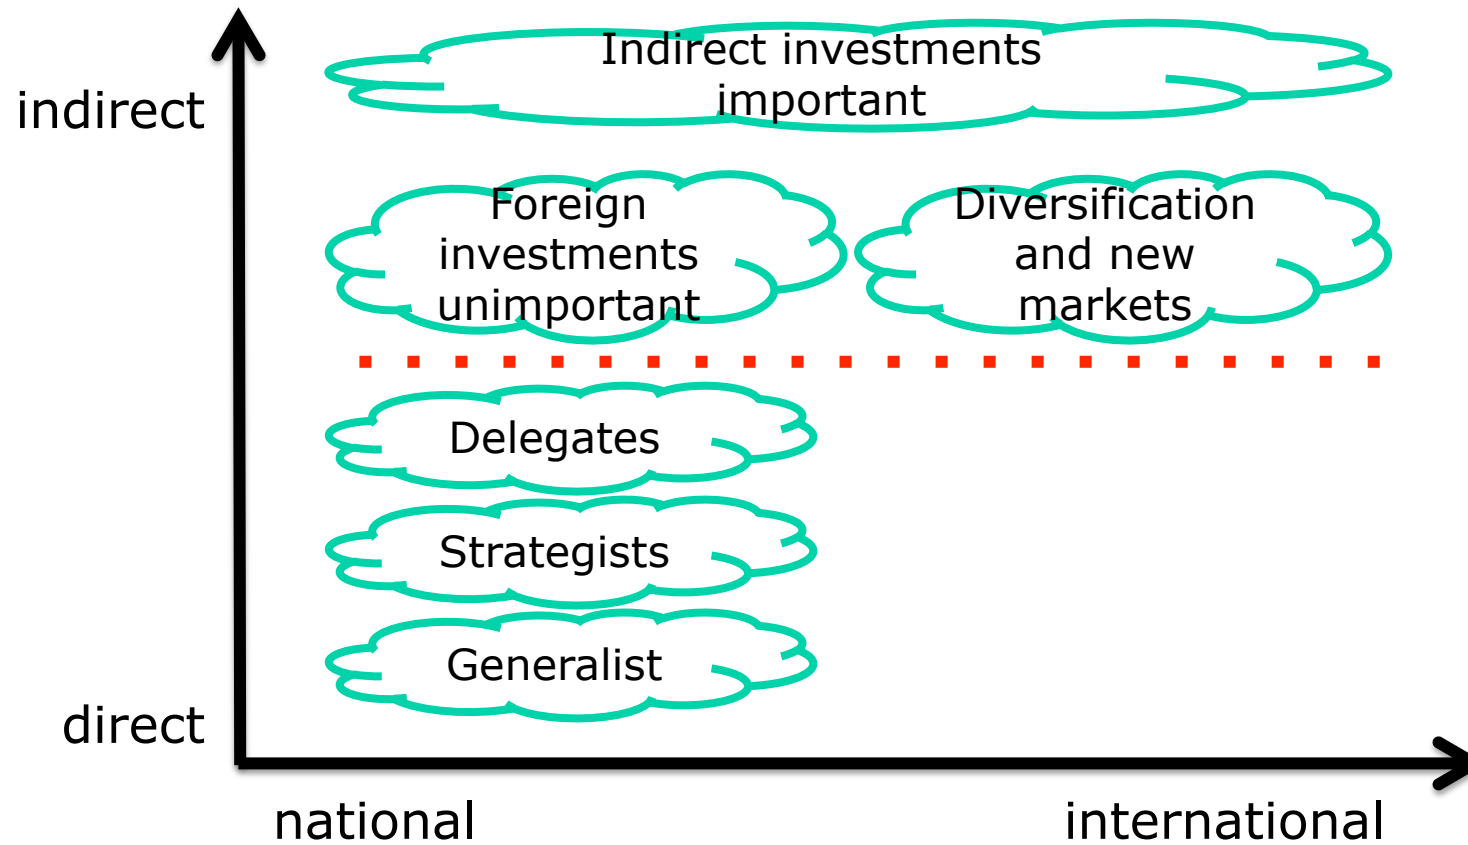 Indirect investments
important
indirect
Foreign
investments
unimportant
Diversification
and new
markets
Delegates
Strategists
Generalist
direct
national
international